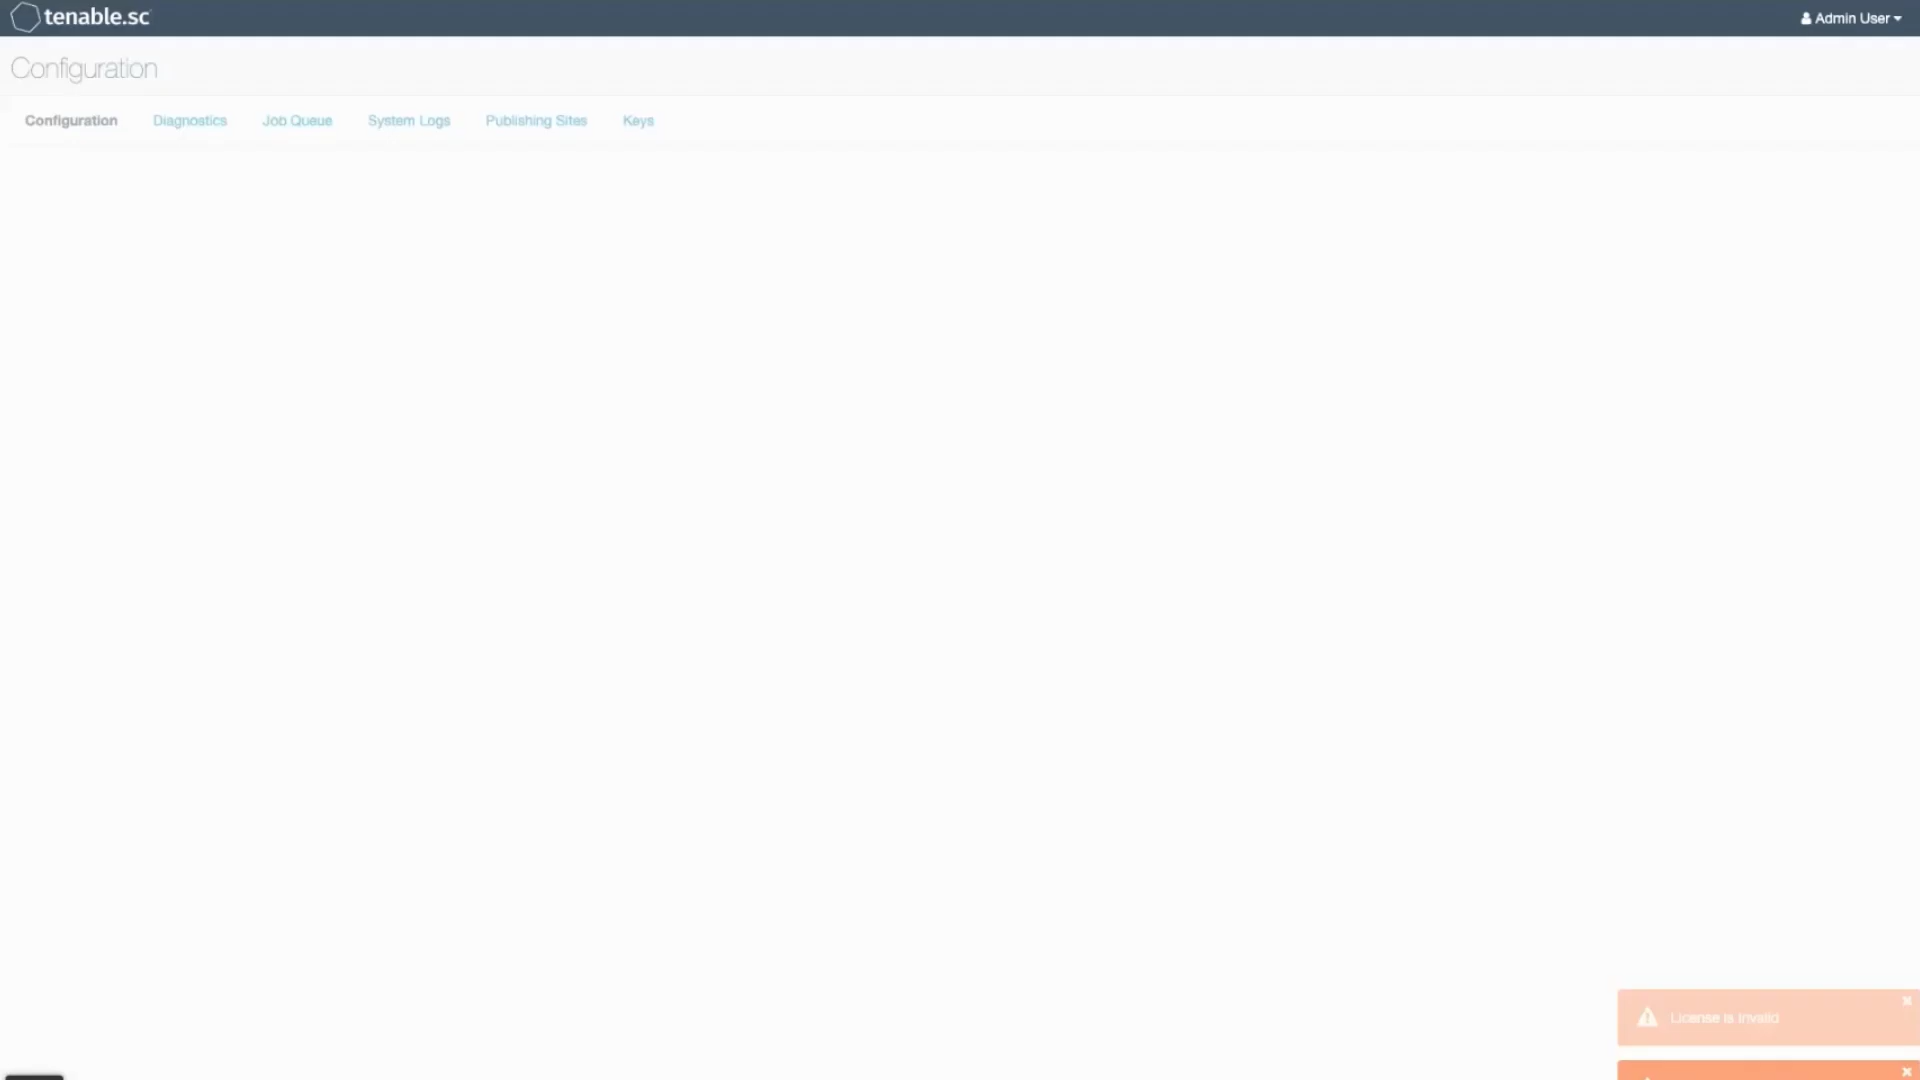 tenable.sc
Admin User
Configuration
Configuration Diagnostics Job Queue System Logs Publishing Sites Keys
License is Invalid